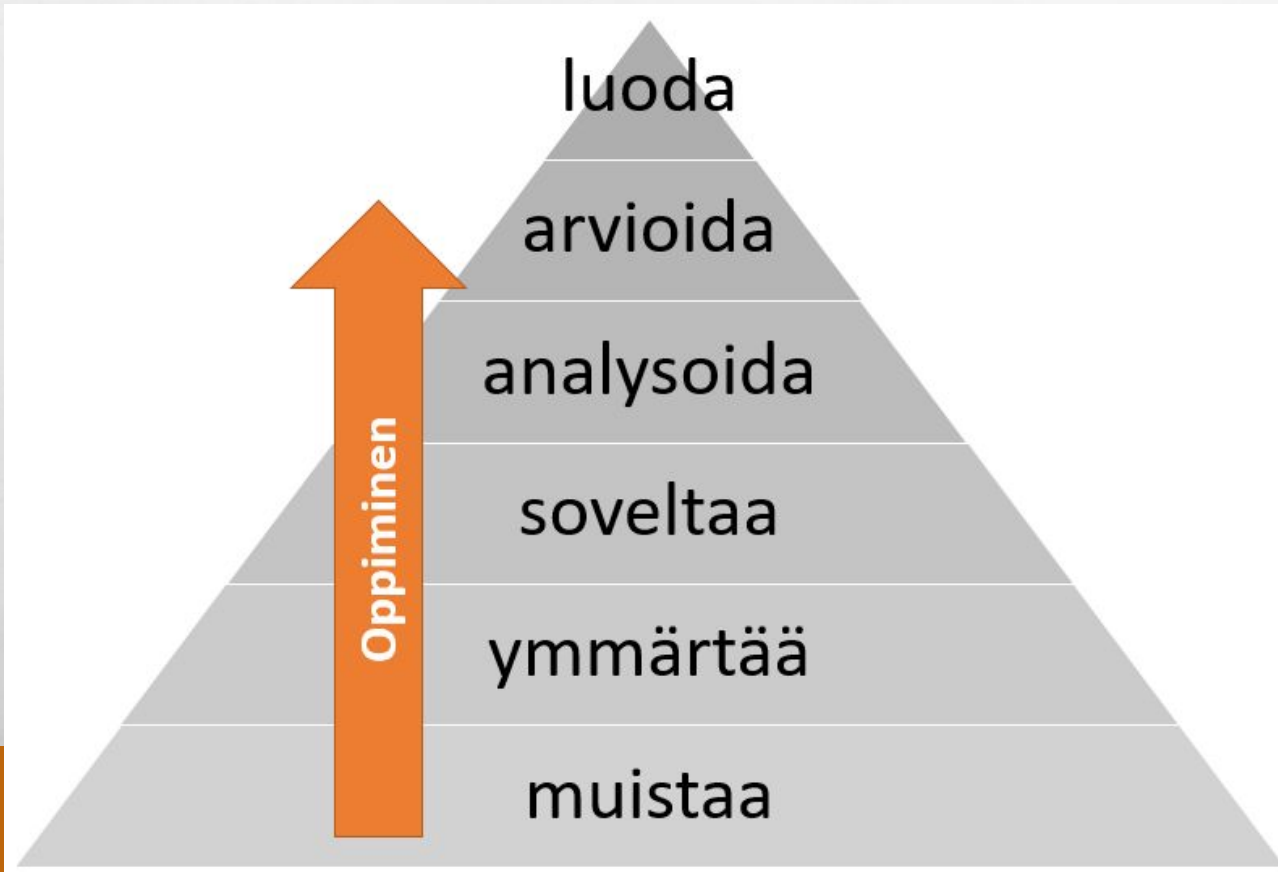 luoda
arvioida
analysoida
soveltaa
ymmärtää
muistaa
Oppiminen